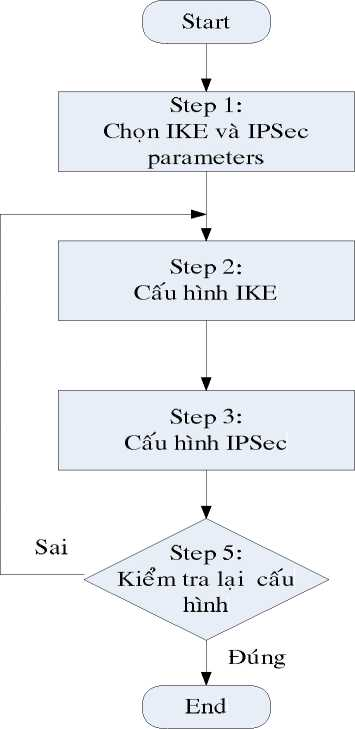 Start
Step 1:
Chọn IKE và IPSec
parameters
Step 2:
Cấu hình IKE
Step 3:
Cấu hình IPSec
Step 5:
Kiểm tra lại cấu
hình
Sai
Đúng
End